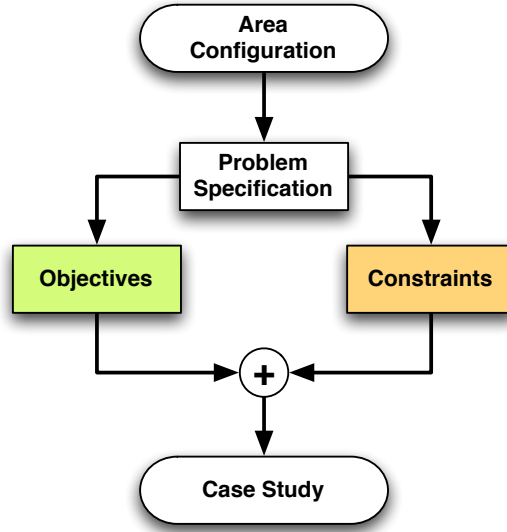 Area
Configuration
Problem
Specification
Objectives
Constraints
+
Case Study